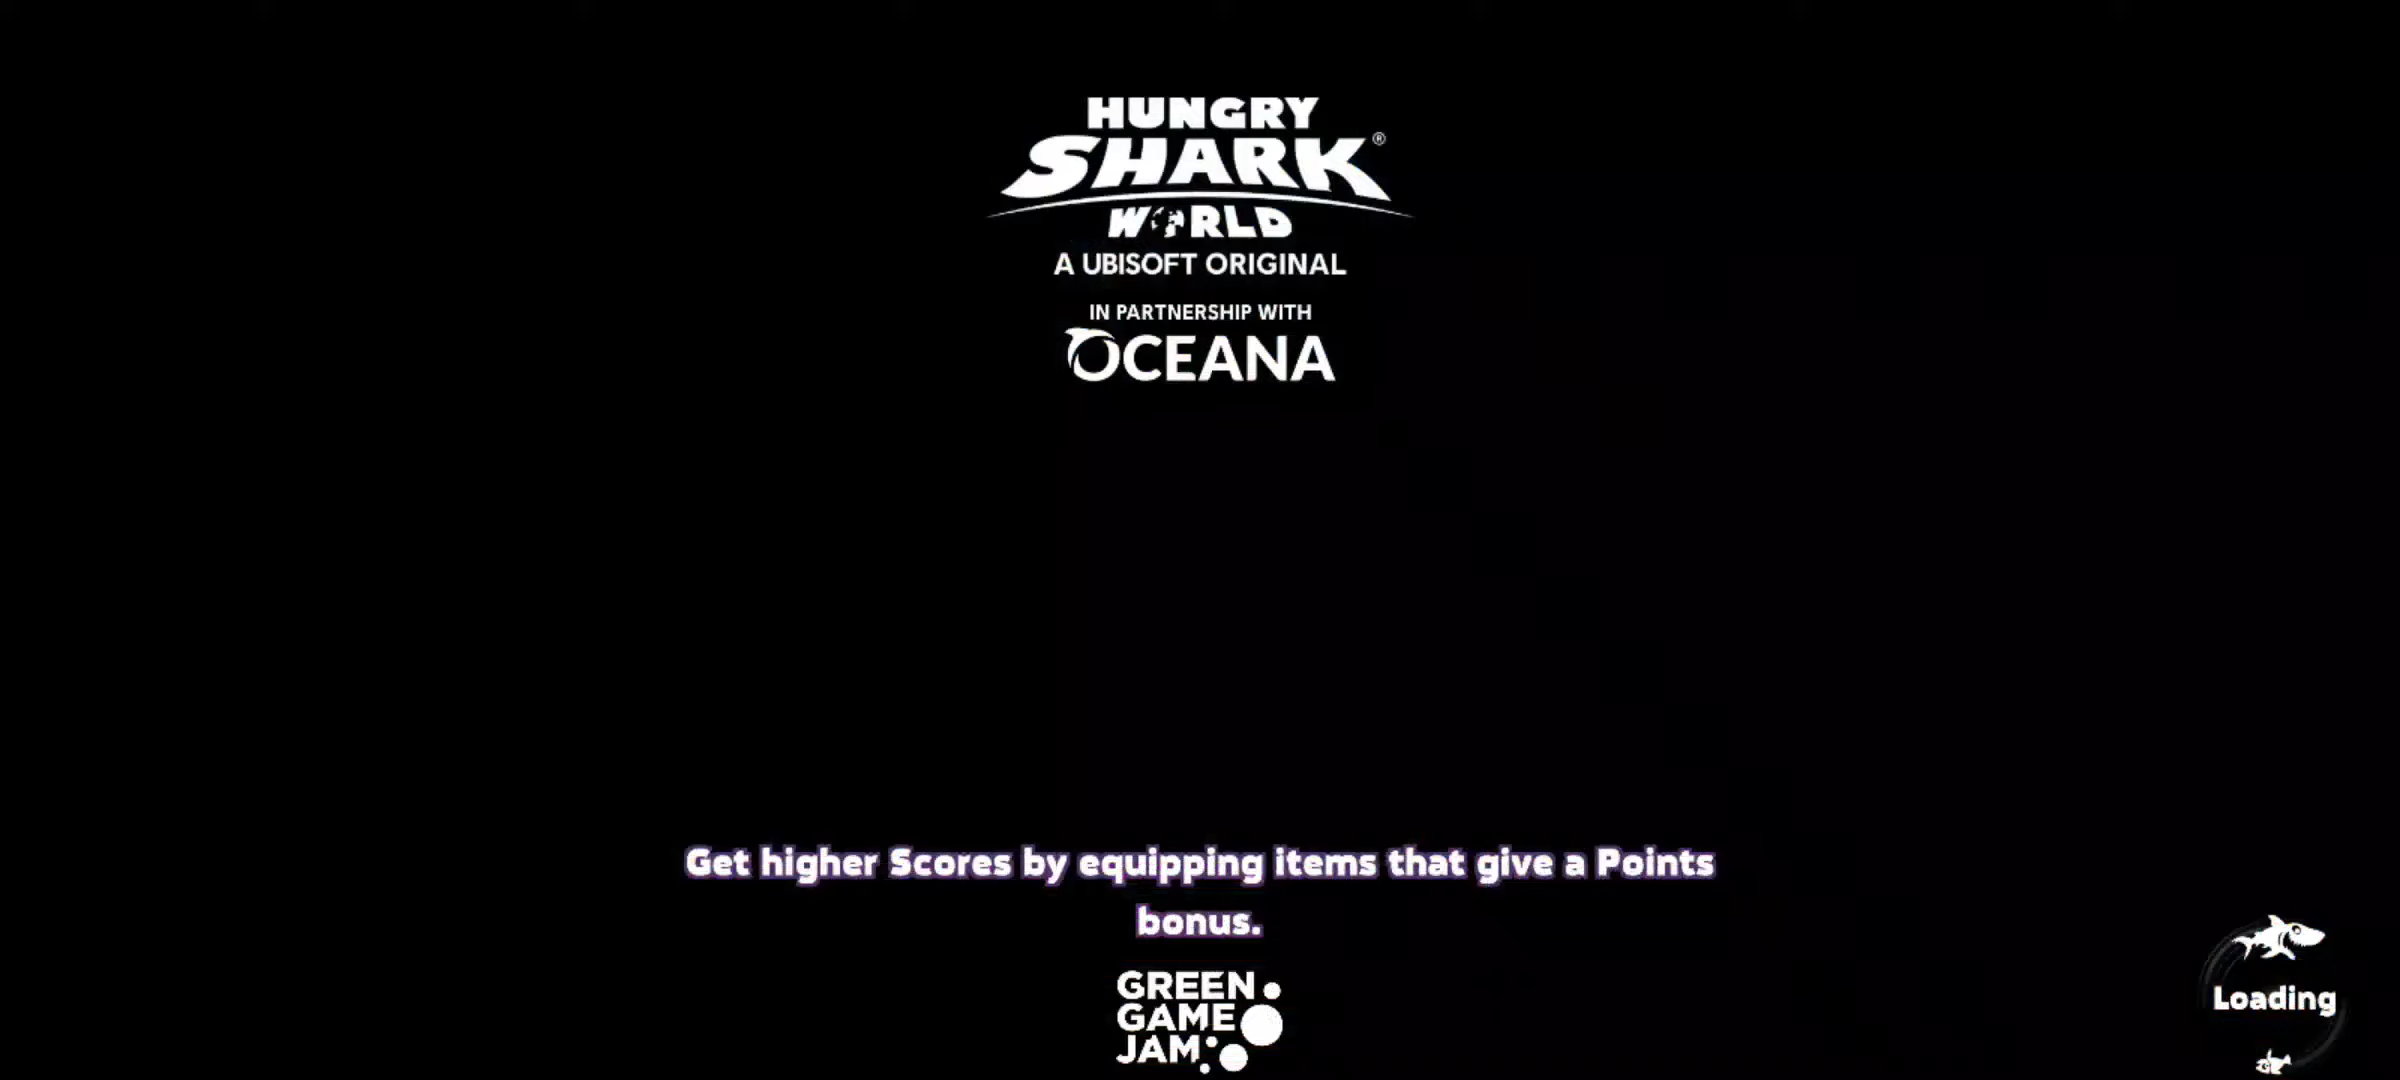 HUNGRY
SHARK®
WORLD
A UBISOFT ORIGINAL
IN PARTNERSHIP WITH
OCEANA
Get higher Scores by equipping items that give a Points
bonus.
GREEN
GAME
JAM
Loading